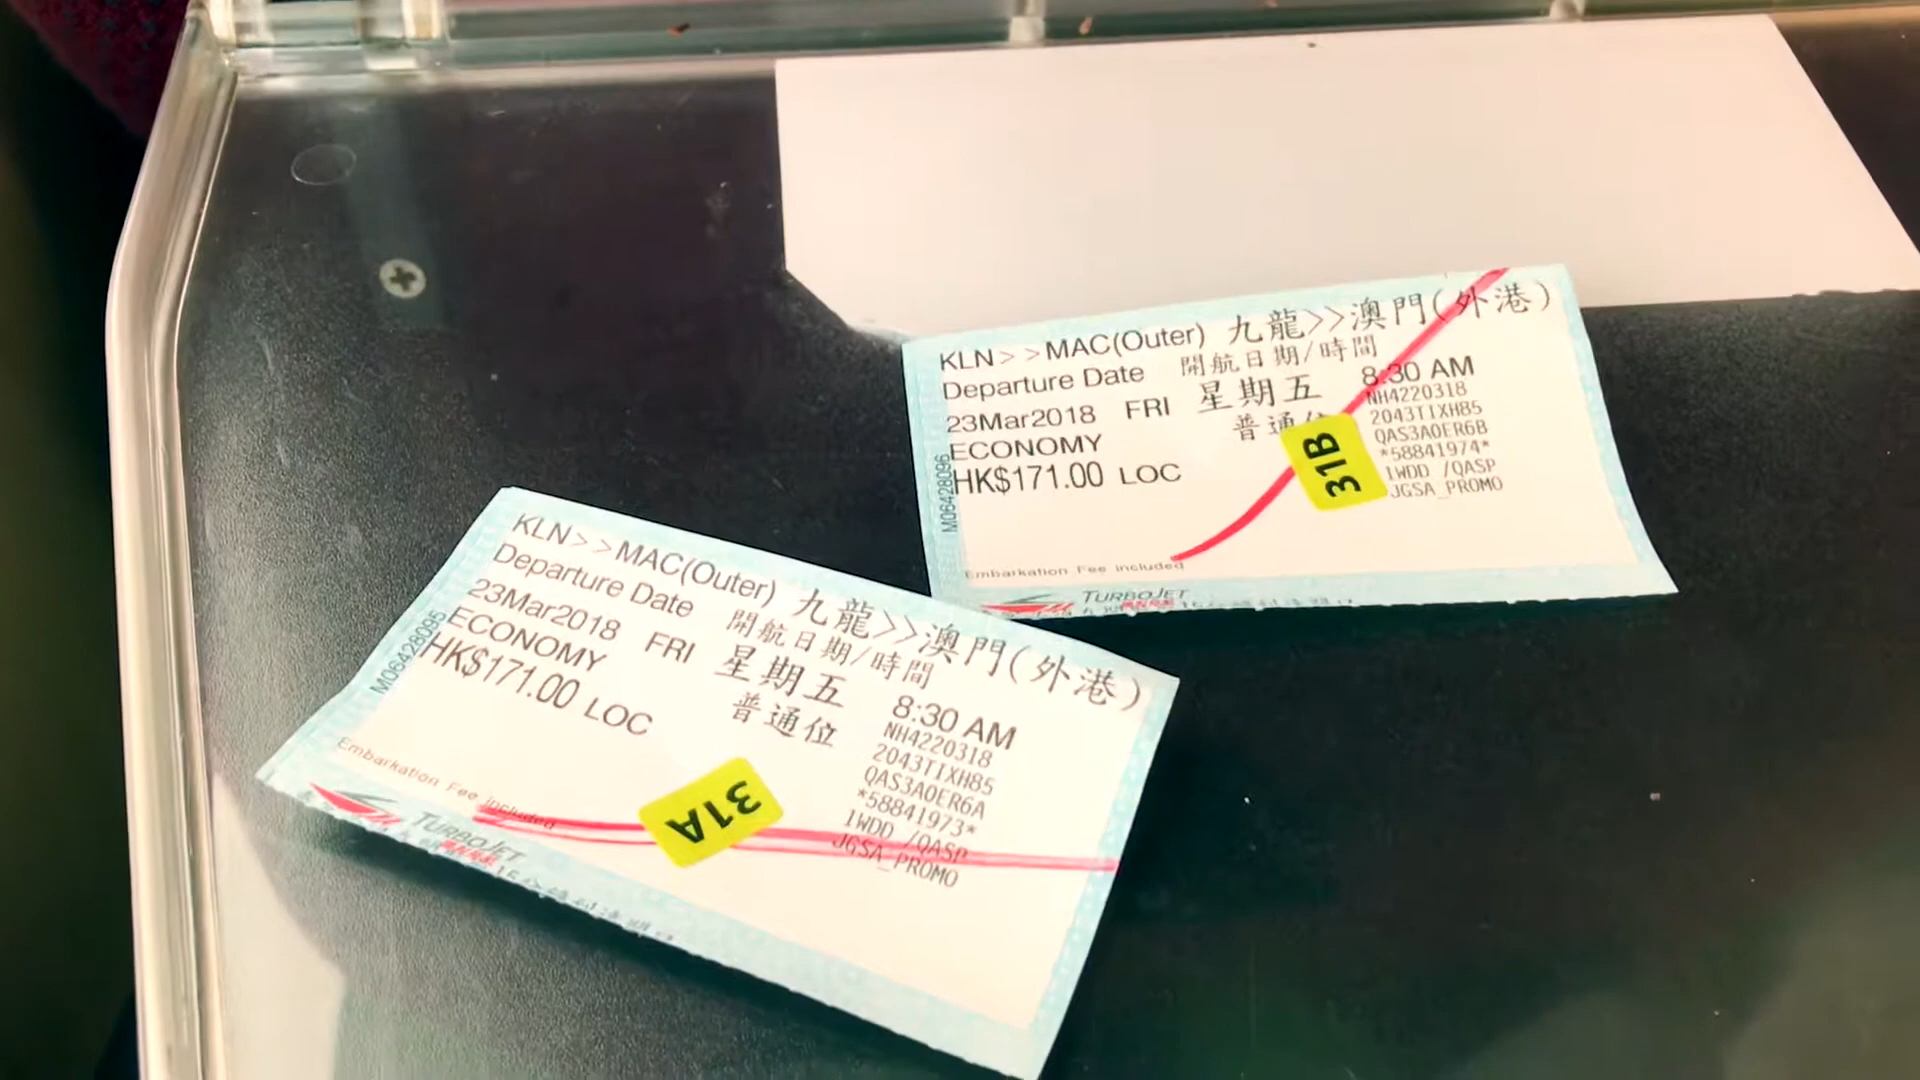 KLN>>MAC(Outer) 九龍>>澳門(外港)
Departure Date 開航日期/時間
23Mar2018 FRI 星期五 8:30 AM
ECONOMY 普通位
HK$171.00 LOC
NH4220318
2043TIXH85
QAS3A0ER6B
*58841974*
1WDD /QASP
JGSA_PROMO
31B
M06428096
Embarkation Fee included
TURBOJET
KLN>>MAC(Outer) 九龍>>澳門(外港)
Departure Date 開航日期/時間
23Mar2018 FRI 星期五 8:30 AM
ECONOMY 普通位
HK$171.00 LOC
NH4220318
2043TIXH85
QAS3A0ER6A
*58841973*
1WDD /QASP
JGSA_PROMO
31A
M06428095
Embarkation Fee included
TURBOJET